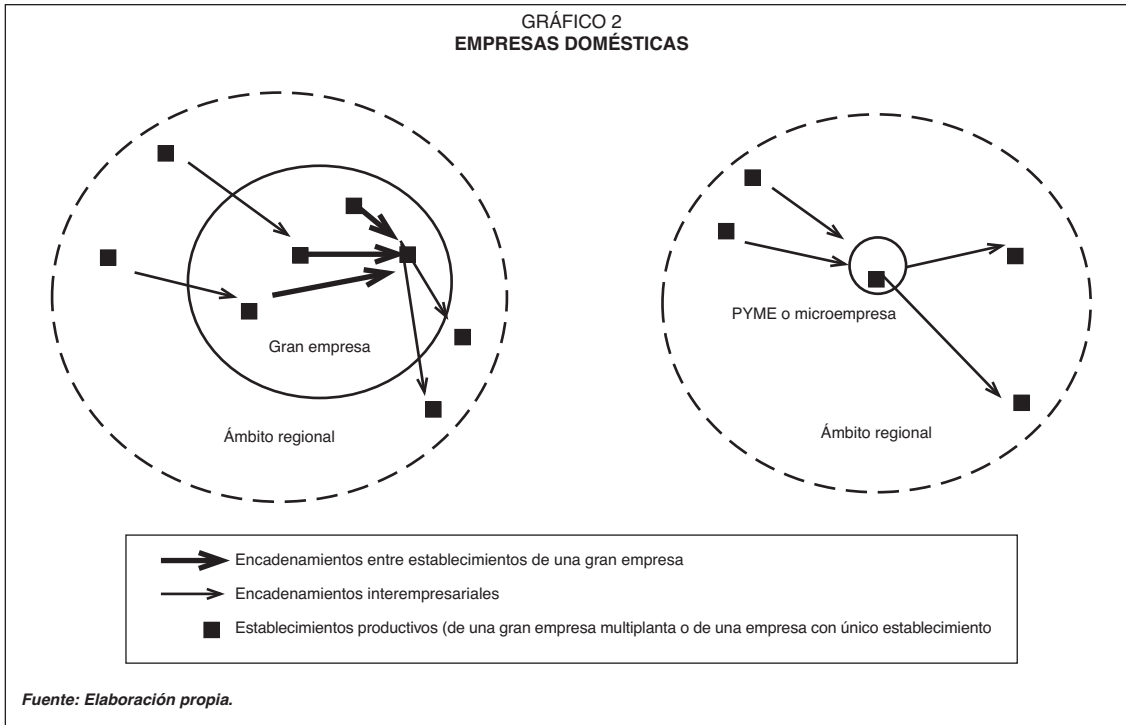 GRÁFICO 2
EMPRESAS DOMÉSTICAS
Gran empresa
Ámbito regional
PYME o microempresa
Ámbito regional
Encadenamientos entre establecimientos de una gran empresa
Encadenamientos interempresariales
Establecimientos productivos (de una gran empresa multiplanta o de una empresa con único establecimiento
Fuente: Elaboración propia.